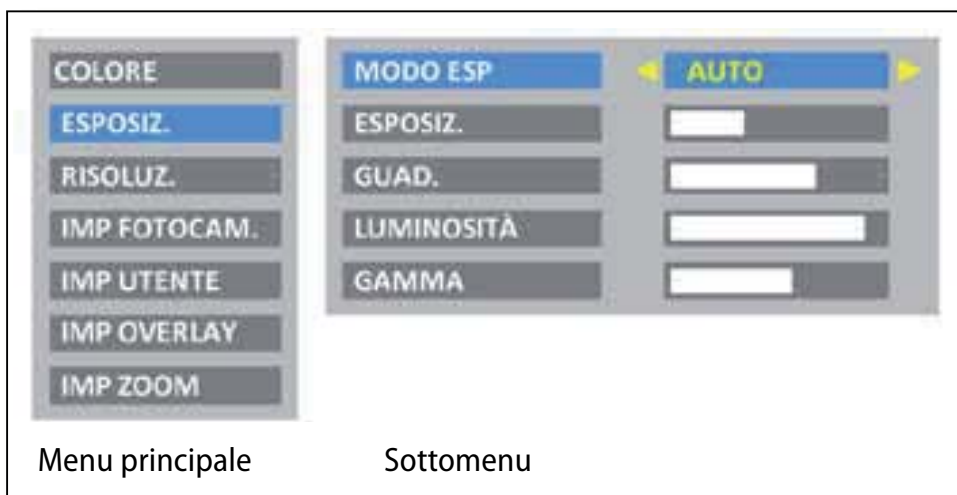 COLORE
ESPOSIZ.
RISOLUZ.
IMP FOTOCAM.
IMP UTENTE
IMP OVERLAY
IMP ZOOM
MODO ESP AUTO
ESPOSIZ.
GUAD.
LUMINOSITÀ
GAMMA
Menu principale
Sottomenu